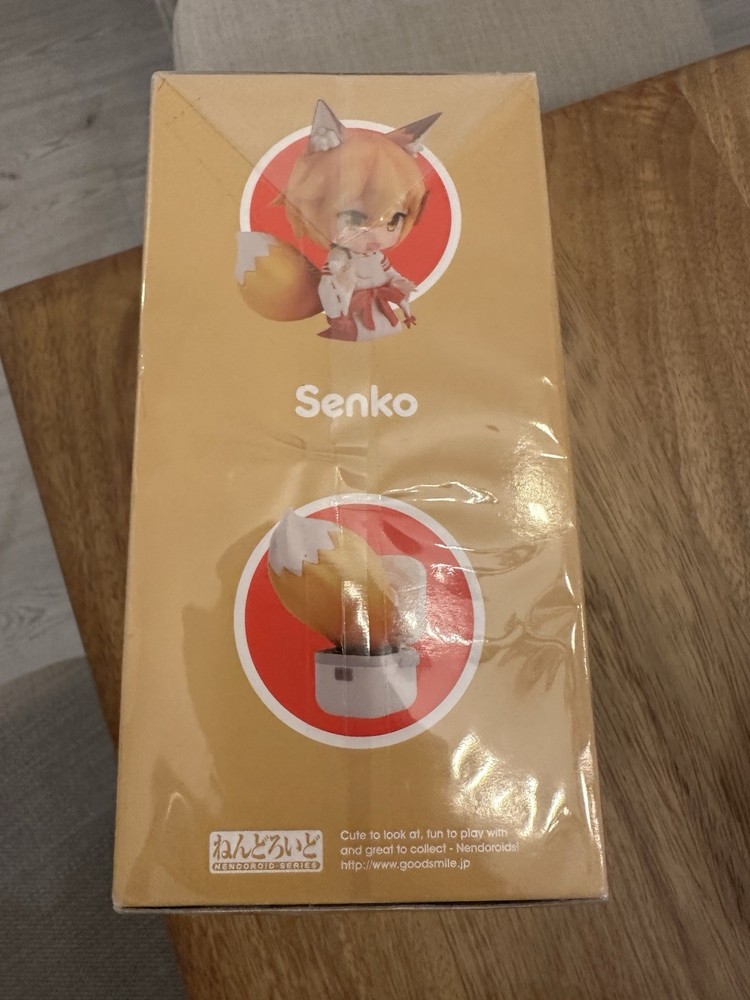 Senko
ねんどろいど
NENDOROID SERIES
Cute to look at, fun to play with
and great to collect - Nendoroids!
http://www.goodsmile.jp